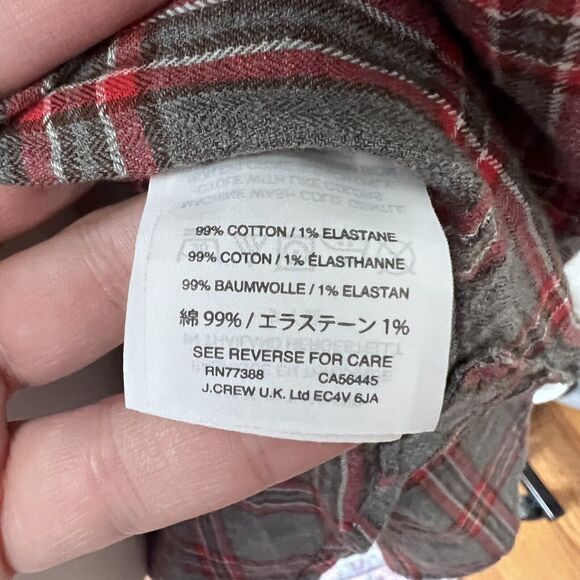 99% COTTON / 1% ELASTANE
99% COTON / 1% ÉLASTHANNE
99% BAUMWOLLE / 1% ELASTAN
綿 99% / エラステーン 1%
SEE REVERSE FOR CARE
RN77388 CA56445
J.CREW U.K. Ltd EC4V 6JA